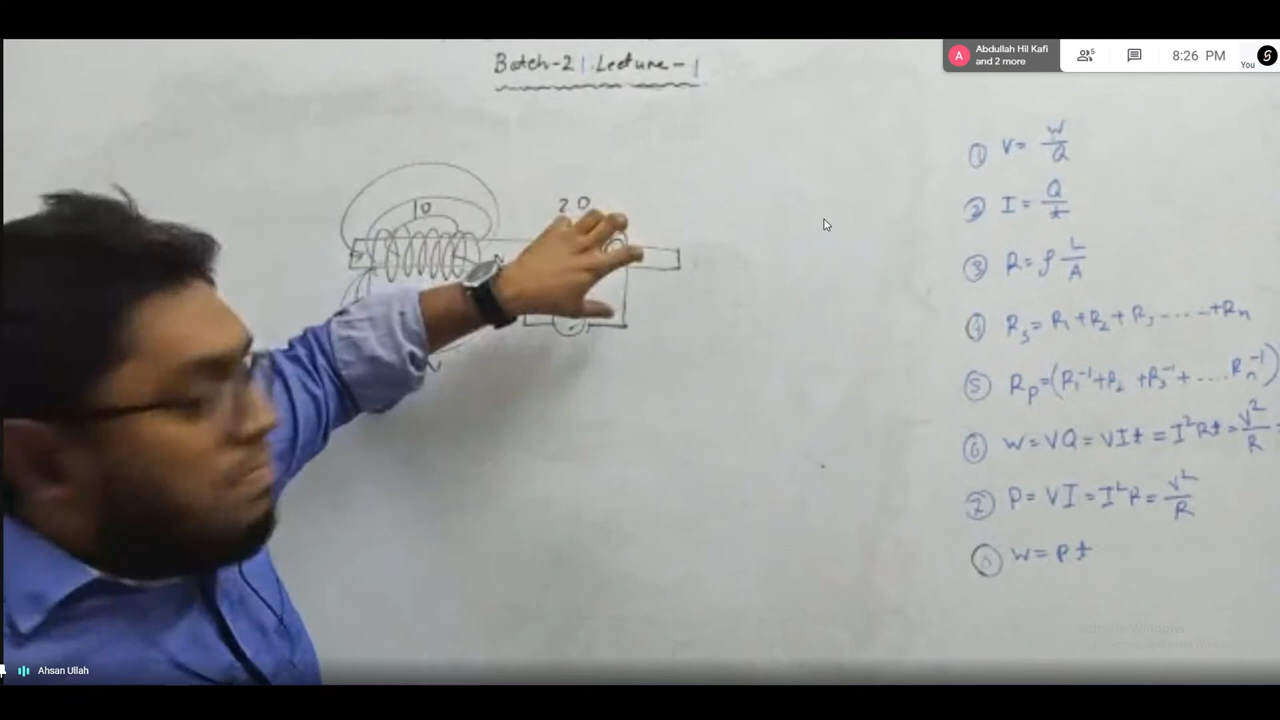 Abdullah Hil Kafi
and 2 more
5
8:26 PM
You
Batch-2 | Lecture-1
10
20
① V = W/Q
② I = Q/t
③ R = ρ L/A
④ Rs = R1 + R2 + R3 ..... + Rn
⑤ Rp = (R1⁻¹ + R2 + R3⁻¹ + .... Rn⁻¹)
⑥ W = VQ = VIt = I²Rt = V²/R
⑦ P = VI = I²R = V²/R
W = Pt
Ahsan Ullah